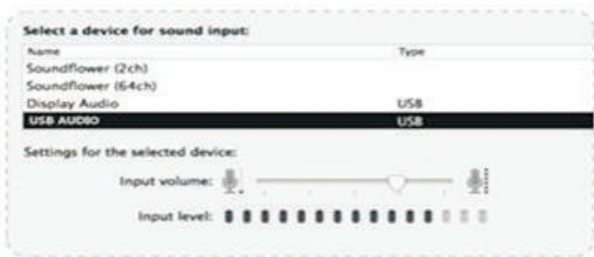 Select a device for sound input:
Name Type
Soundflower (2ch)
Soundflower (64ch)
Display Audio USB
USB AUDIO USB
Settings for the selected device:
Input volume:
Input level: